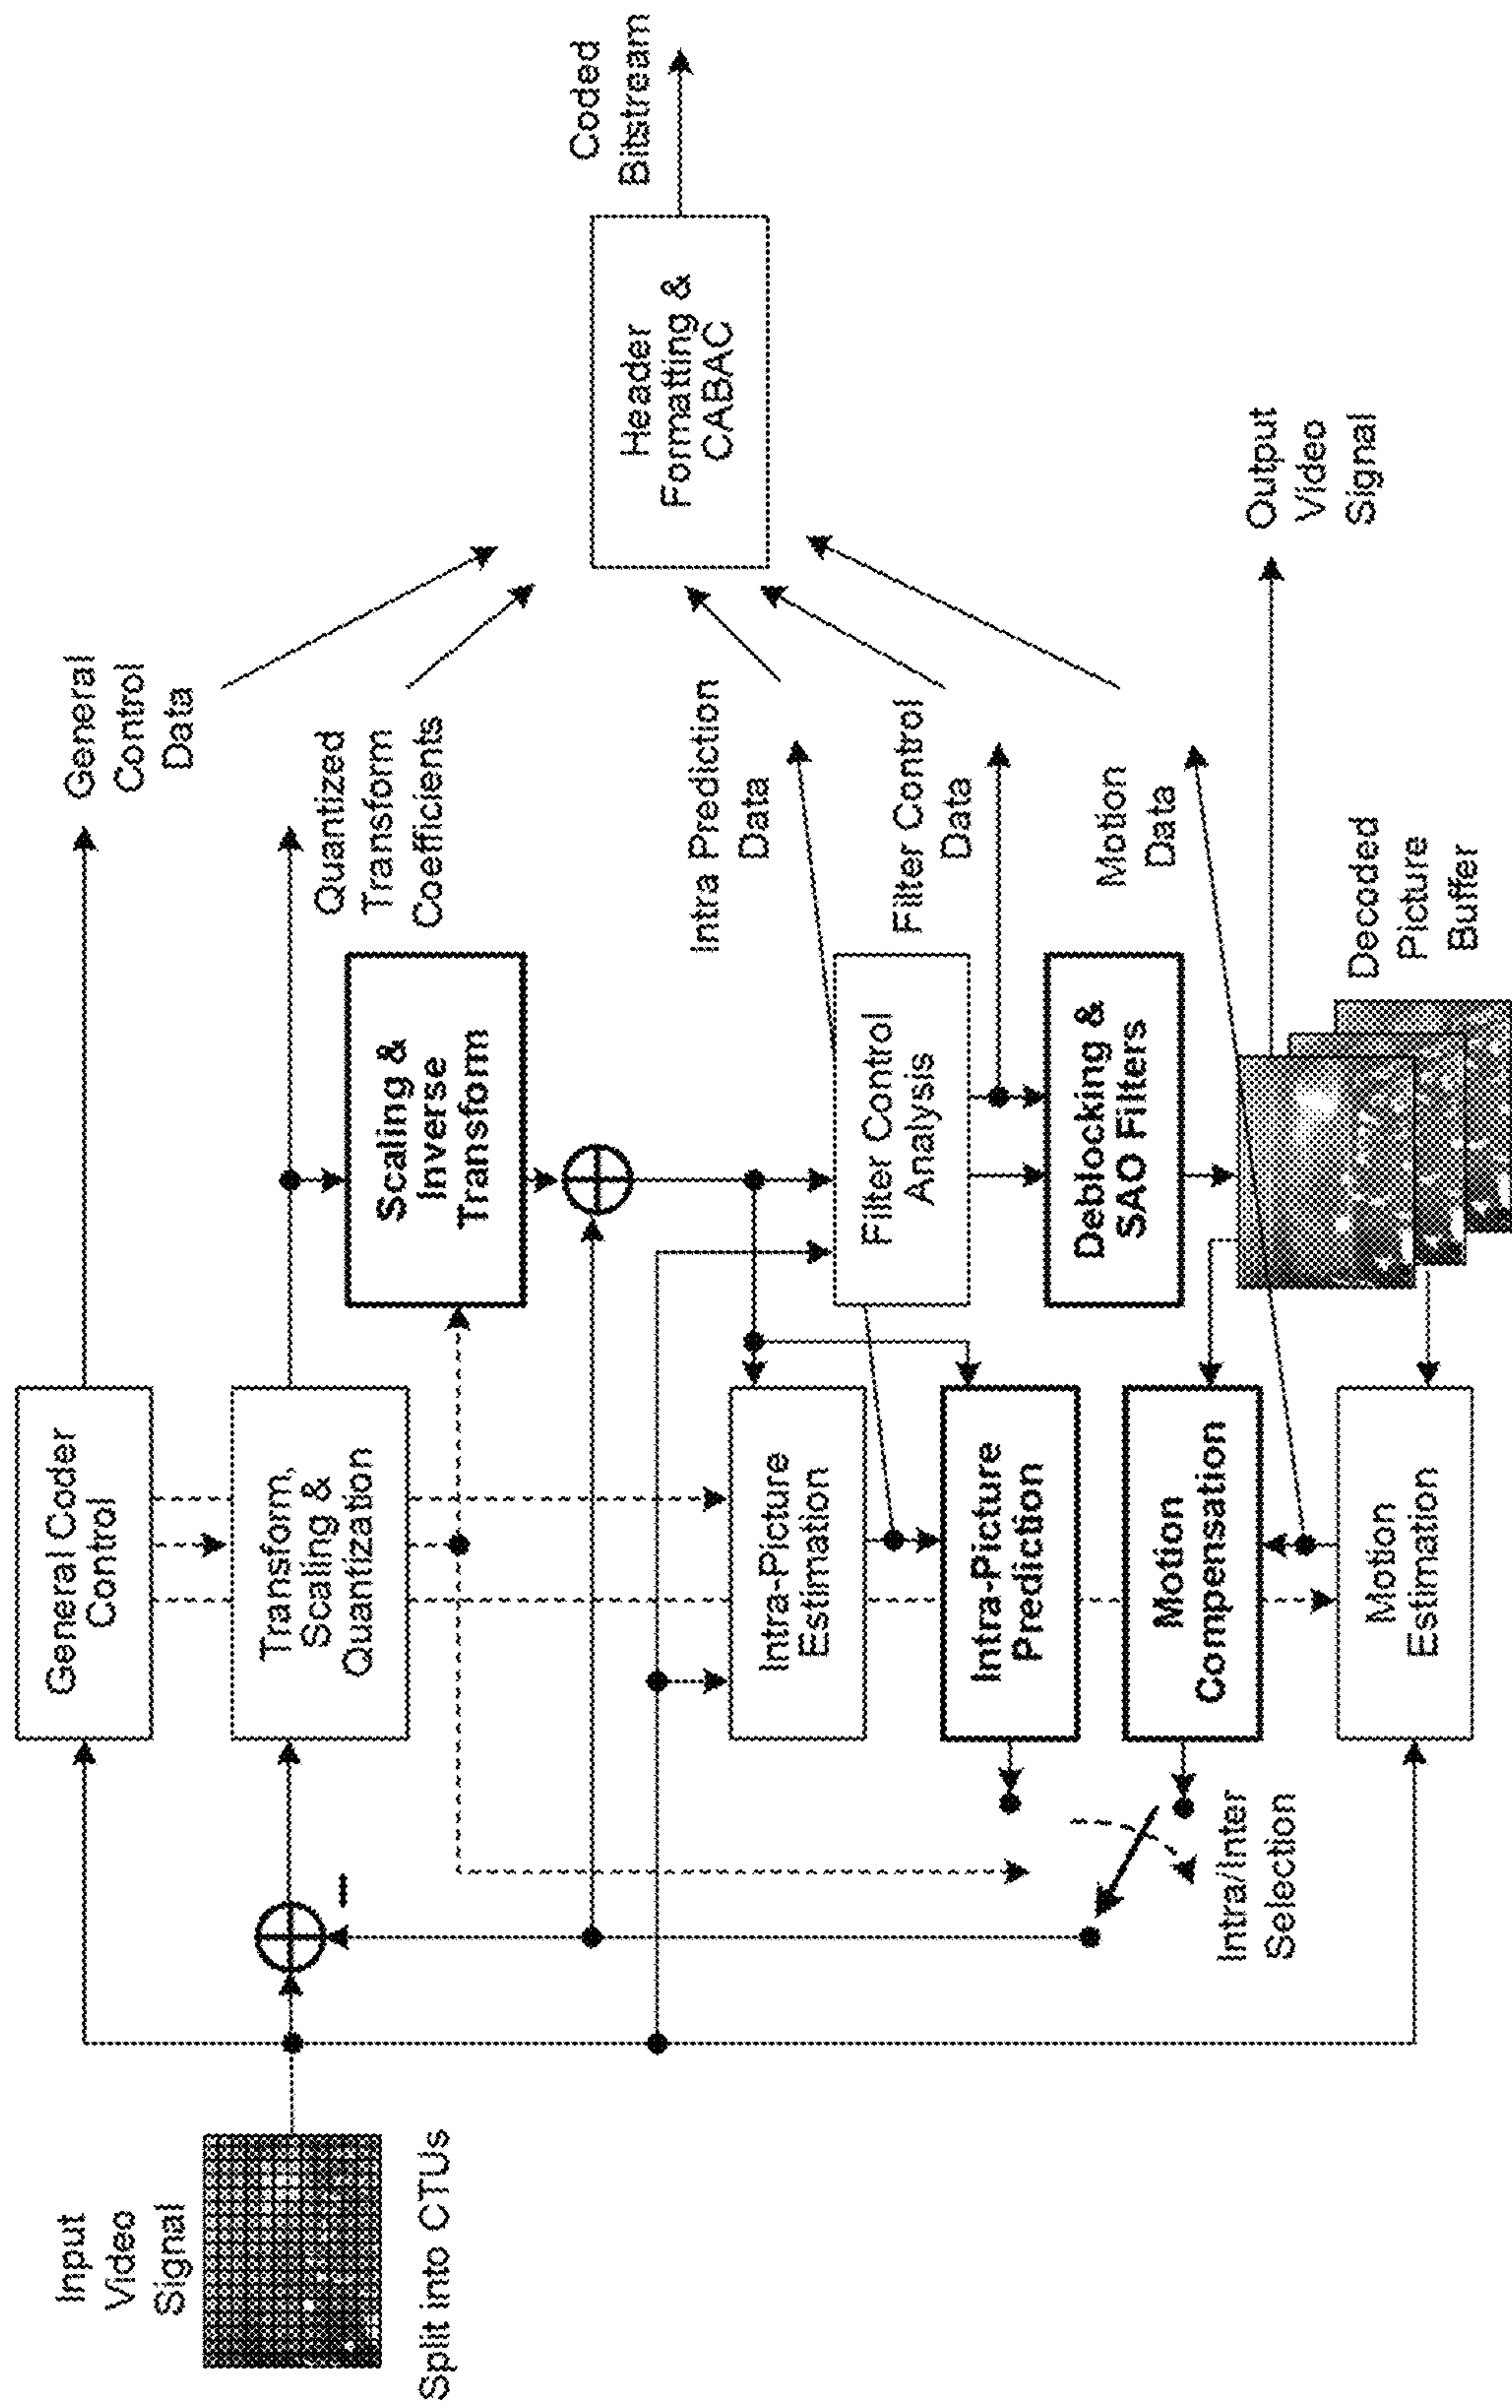 Input
Video
Signal
Split into CTUs
General Coder
Control
Transform,
Scaling &
Quantization
Scaling &
Inverse
Transform
Intra-Picture
Estimation
Intra-Picture
Prediction
Motion
Compensation
Motion
Estimation
Intra/Inter
Selection
Filter Control
Analysis
Deblocking &
SAO Filters
General
Control
Data
Quantized
Transform
Coefficients
Intra Prediction
Data
Filter Control
Data
Motion
Data
Decoded
Picture
Buffer
Output
Video
Signal
Header
Formatting &
CABAC
Coded
Bitstream